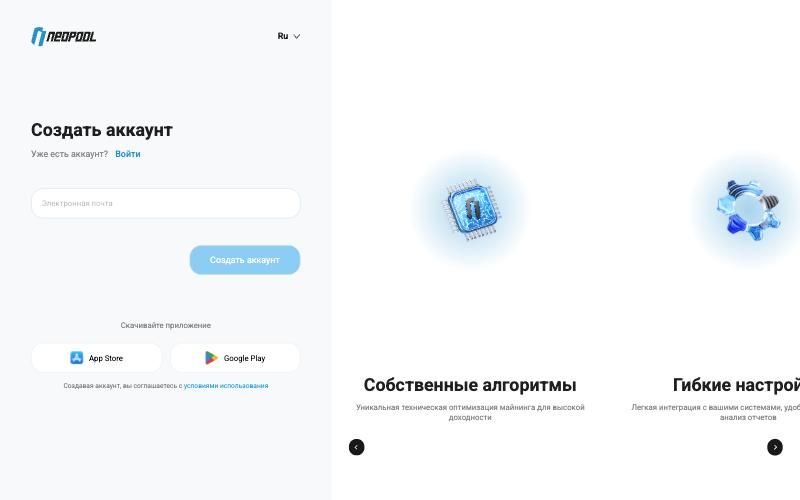 NEOPOOL
Ru
Создать аккаунт
Уже есть аккаунт? Войти
Электронная почта
Создать аккаунт
Скачивайте приложение
App Store
Google Play
Создавая аккаунт, вы соглашаетесь с условиями использования
Собственные алгоритмы
Уникальная техническая оптимизация майнинга для высокой
доходности
Гибкие настрой
Легкая интеграция с вашими системами, удоб
анализ отчетов